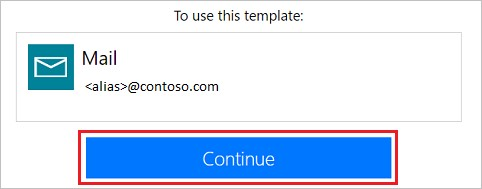 To use this template:
Mail
<alias>@contoso.com
Continue